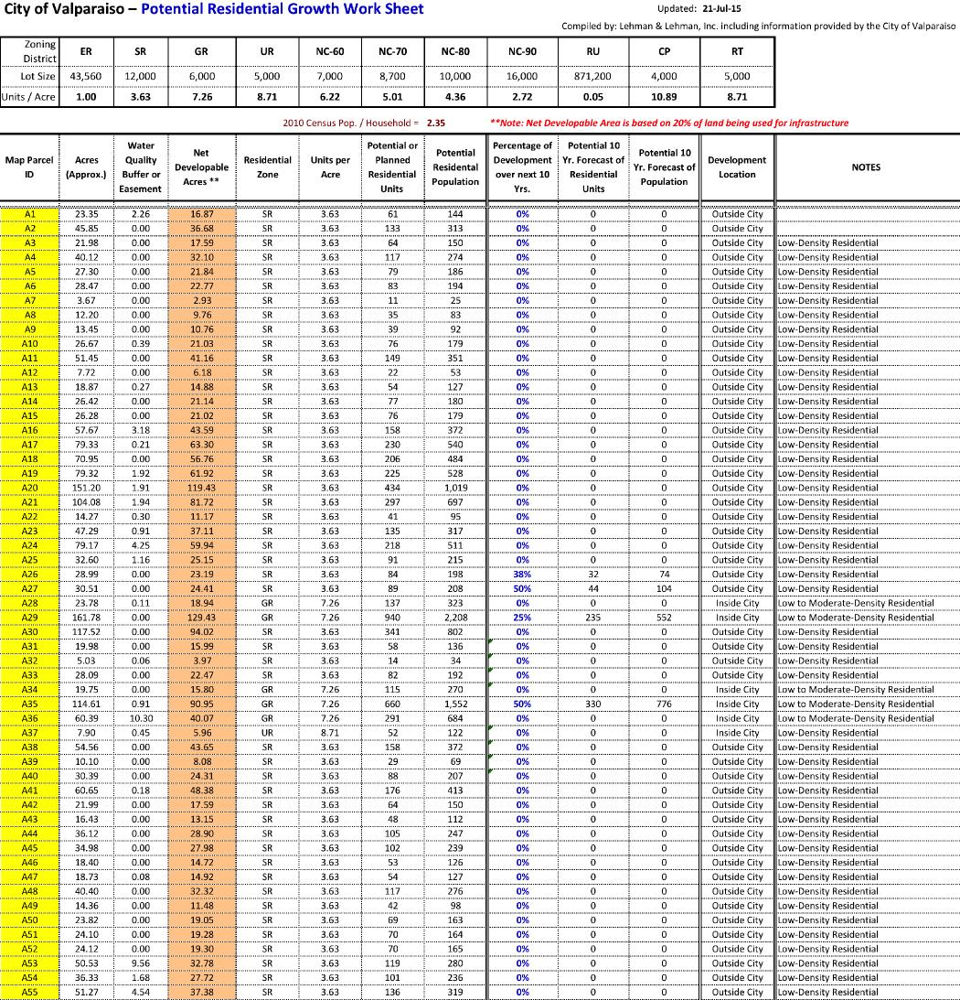 City of Valparaiso – Potential Residential Growth Work Sheet Updated: 21-Jul-15
Compiled by: Lehman & Lehman, Inc. including information provided by the City of Valparaiso
Zoning District ER SR GR UR NC-60 NC-70 NC-80 NC-90 RU CP RT
Lot Size 43,560 12,000 6,000 5,000 7,000 8,700 10,000 16,000 871,200 4,000 5,000
Units / Acre 1.00 3.63 7.26 8.71 6.22 5.01 4.36 2.72 0.05 10.89 8.71
2010 Census Pop. / Household = 2.35 **Note: Net Developable Area is based on 20% of land being used for infrastructure
Map Parcel ID Acres (Approx.) Water Quality Buffer or Easement Net Developable Acres ** Residential Zone Units per Acre Potential or Planned Residential Units Potential Residental Population Percentage of Development over next 10 Yrs. Potential 10 Yr. Forecast of Residential Units Potential 10 Yr. Forecast of Population Development Location NOTES
A1 23.35 2.26 16.87 SR 3.63 61 144 0% 0 0 Outside City
A2 45.85 0.00 36.68 SR 3.63 133 313 0% 0 0 Outside City
A3 21.98 0.00 17.59 SR 3.63 64 150 0% 0 0 Outside City Low-Density Residential
A4 40.12 0.00 32.10 SR 3.63 117 274 0% 0 0 Outside City Low-Density Residential
A5 27.30 0.00 21.84 SR 3.63 79 186 0% 0 0 Outside City Low-Density Residential
A6 28.47 0.00 22.77 SR 3.63 83 194 0% 0 0 Outside City Low-Density Residential
A7 3.67 0.00 2.93 SR 3.63 11 25 0% 0 0 Outside City Low-Density Residential
A8 12.20 0.00 9.76 SR 3.63 35 83 0% 0 0 Outside City Low-Density Residential
A9 13.45 0.00 10.76 SR 3.63 39 92 0% 0 0 Outside City Low-Density Residential
A10 26.67 0.39 21.03 SR 3.63 76 179 0% 0 0 Outside City Low-Density Residential
A11 51.45 0.00 41.16 SR 3.63 149 351 0% 0 0 Outside City Low-Density Residential
A12 7.72 0.00 6.18 SR 3.63 22 53 0% 0 0 Outside City Low-Density Residential
A13 18.87 0.27 14.88 SR 3.63 54 127 0% 0 0 Outside City Low-Density Residential
A14 26.42 0.00 21.14 SR 3.63 77 180 0% 0 0 Outside City Low-Density Residential
A15 26.28 0.00 21.02 SR 3.63 76 179 0% 0 0 Outside City Low-Density Residential
A16 57.67 3.18 43.59 SR 3.63 158 372 0% 0 0 Outside City Low-Density Residential
A17 79.33 0.21 63.30 SR 3.63 230 540 0% 0 0 Outside City Low-Density Residential
A18 70.95 0.00 56.76 SR 3.63 206 484 0% 0 0 Outside City Low-Density Residential
A19 79.32 1.92 61.92 SR 3.63 225 528 0% 0 0 Outside City Low-Density Residential
A20 151.20 1.91 119.43 SR 3.63 434 1,019 0% 0 0 Outside City Low-Density Residential
A21 104.08 1.94 81.72 SR 3.63 297 697 0% 0 0 Outside City Low-Density Residential
A22 14.27 0.30 11.17 SR 3.63 41 95 0% 0 0 Outside City Low-Density Residential
A23 47.29 0.91 37.11 SR 3.63 135 317 0% 0 0 Outside City Low-Density Residential
A24 79.17 4.25 59.94 SR 3.63 218 511 0% 0 0 Outside City Low-Density Residential
A25 32.60 1.16 25.15 SR 3.63 91 215 0% 0 0 Outside City Low-Density Residential
A26 28.99 0.00 23.19 SR 3.63 84 198 38% 32 74 Outside City Low-Density Residential
A27 30.51 0.00 24.41 SR 3.63 89 208 50% 44 104 Outside City Low-Density Residential
A28 23.78 0.11 18.94 GR 7.26 137 323 0% 0 0 Inside City Low to Moderate-Density Residential
A29 161.78 0.00 129.43 GR 7.26 940 2,208 25% 235 552 Inside City Low to Moderate-Density Residential
A30 117.52 0.00 94.02 SR 3.63 341 802 0% 0 0 Outside City Low-Density Residential
A31 19.98 0.00 15.99 SR 3.63 58 136 0% 0 0 Outside City Low-Density Residential
A32 5.03 0.06 3.97 SR 3.63 14 34 0% 0 0 Outside City Low-Density Residential
A33 28.09 0.00 22.47 SR 3.63 82 192 0% 0 0 Outside City Low-Density Residential
A34 19.75 0.00 15.80 GR 7.26 115 270 0% 0 0 Inside City Low to Moderate-Density Residential
A35 114.61 0.91 90.95 GR 7.26 660 1,552 50% 330 776 Inside City Low to Moderate-Density Residential
A36 60.39 10.30 40.07 GR 7.26 291 684 0% 0 0 Inside City Low to Moderate-Density Residential
A37 7.90 0.45 5.96 UR 8.71 52 122 0% 0 0 Inside City Low-Density Residential
A38 54.56 0.00 43.65 SR 3.63 158 372 0% 0 0 Outside City Low-Density Residential
A39 10.10 0.00 8.08 SR 3.63 29 69 0% 0 0 Outside City Low-Density Residential
A40 30.39 0.00 24.31 SR 3.63 88 207 0% 0 0 Outside City Low-Density Residential
A41 60.65 0.18 48.38 SR 3.63 176 413 0% 0 0 Outside City Low-Density Residential
A42 21.99 0.00 17.59 SR 3.63 64 150 0% 0 0 Outside City Low-Density Residential
A43 16.43 0.00 13.15 SR 3.63 48 112 0% 0 0 Outside City Low-Density Residential
A44 36.12 0.00 28.90 SR 3.63 105 247 0% 0 0 Outside City Low-Density Residential
A45 34.98 0.00 27.98 SR 3.63 102 239 0% 0 0 Outside City Low-Density Residential
A46 18.40 0.00 14.72 SR 3.63 53 126 0% 0 0 Outside City Low-Density Residential
A47 18.73 0.08 14.92 SR 3.63 54 127 0% 0 0 Outside City Low-Density Residential
A48 40.40 0.00 32.32 SR 3.63 117 276 0% 0 0 Outside City Low-Density Residential
A49 14.36 0.00 11.48 SR 3.63 42 98 0% 0 0 Outside City Low-Density Residential
A50 23.82 0.00 19.05 SR 3.63 69 163 0% 0 0 Outside City Low-Density Residential
A51 24.10 0.00 19.28 SR 3.63 70 164 0% 0 0 Outside City Low-Density Residential
A52 24.12 0.00 19.30 SR 3.63 70 165 0% 0 0 Outside City Low-Density Residential
A53 50.53 9.56 32.78 SR 3.63 119 280 0% 0 0 Outside City Low-Density Residential
A54 36.33 1.68 27.72 SR 3.63 101 236 0% 0 0 Outside City Low-Density Residential
A55 51.27 4.54 37.38 SR 3.63 136 319 0% 0 0 Outside City Low-Density Residential